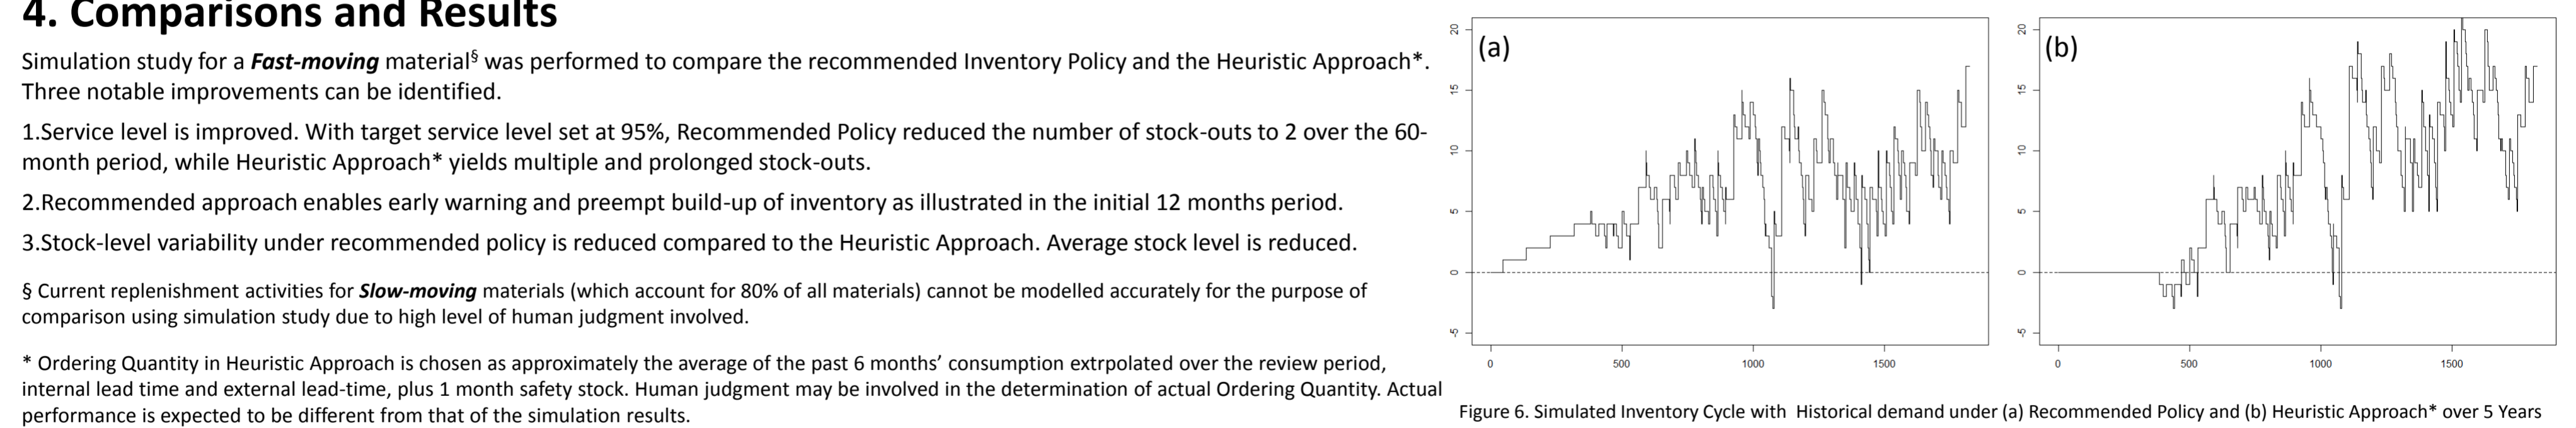 4. Comparisons and Results
Simulation study for a Fast-moving material§ was performed to compare the recommended Inventory Policy and the Heuristic Approach*.
Three notable improvements can be identified.
1.Service level is improved. With target service level set at 95%, Recommended Policy reduced the number of stock-outs to 2 over the 60-
month period, while Heuristic Approach* yields multiple and prolonged stock-outs.
2.Recommended approach enables early warning and preempt build-up of inventory as illustrated in the initial 12 months period.
3.Stock-level variability under recommended policy is reduced compared to the Heuristic Approach. Average stock level is reduced.
§ Current replenishment activities for Slow-moving materials (which account for 80% of all materials) cannot be modelled accurately for the purpose of
comparison using simulation study due to high level of human judgment involved.
* Ordering Quantity in Heuristic Approach is chosen as approximately the average of the past 6 months’ consumption extrpolated over the review period,
internal lead time and external lead-time, plus 1 month safety stock. Human judgment may be involved in the determination of actual Ordering Quantity. Actual
performance is expected to be different from that of the simulation results.
(a)
20
15
10
5
0
-5
0 500 1000 1500
(b)
20
15
10
5
0
-5
0 500 1000 1500
Figure 6. Simulated Inventory Cycle with Historical demand under (a) Recommended Policy and (b) Heuristic Approach* over 5 Years